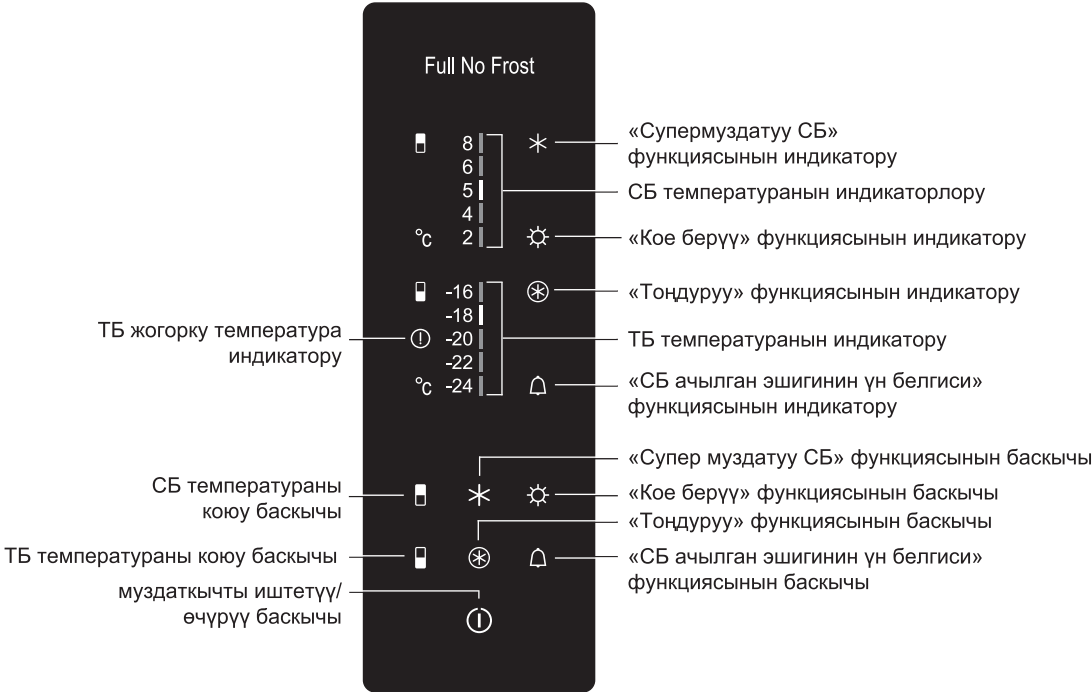 Full No Frost
8
6
5
4
°C 2
«Супермуздатуу СБ»
функциясынын индикатору
СБ температуранын индикаторлору
«Кое берүү» функциясынын индикатору
-16
-18
-20
-22
°C -24
ТБ жогорку температура
индикатору
«Тоңдуруу» функциясынын индикатору
ТБ температуранын индикатору
«СБ ачылган эшигинин үн белгиси»
функциясынын индикатору
СБ температураны
коюу баскычы
ТБ температураны коюу баскычы
муздаткычты иштетүү/
өчүрүү баскычы
«Супер муздатуу СБ» функциясынын баскычы
«Кое берүү» функциясынын баскычы
«Тоңдуруу» функциясынын баскычы
«СБ ачылган эшигинин үн белгиси»
функциясынын баскычы